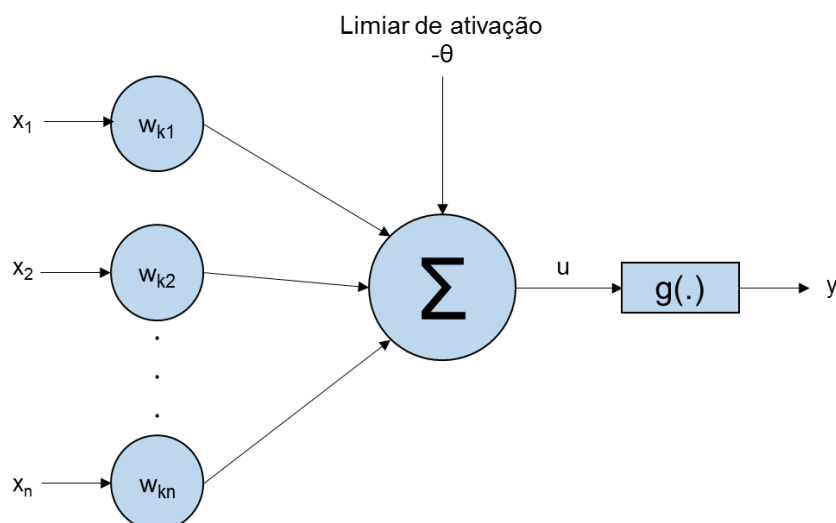 Limiar de ativação
-θ
x1
wk1
x2
wk2
Σ
u
g(.)
y
.
.
.
xn
wkn